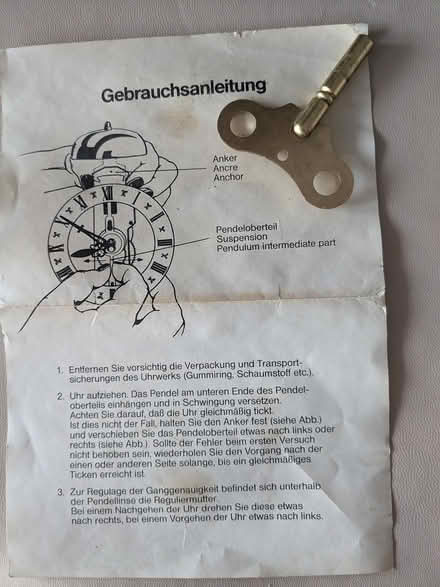 Gebrauchsanleitung
Anker
Ancre
Anchor
Pendeloberteil
Suspension
Pendulum intermediate part
1. Entfernen Sie vorsichtig die Verpackung und Transport-
sicherungen des Uhrwerks (Gummiring, Schaumstoff etc.).
2. Uhr aufziehen. Das Pendel am unteren Ende des Pendel-
oberteils einhängen und in Schwingung versetzen.
Achten Sie darauf, daß die Uhr gleichmäßig tickt.
Ist dies nicht der Fall, halten Sie den Anker fest (siehe Abb.)
und verschieben Sie das Pendeloberteil etwas nach links oder
rechts (siehe Abb.). Sollte der Fehler beim ersten Versuch
nicht behoben sein, wiederholen Sie den Vorgang nach der
einen oder anderen Seite solange, bis ein gleichmäßiges
Ticken erreicht ist.
3. Zur Regulage der Ganggenauigkeit befindet sich unterhalb
der Pendellinse die Reguliermutter.
Bei einem Nachgehen der Uhr drehen Sie diese etwas
nach rechts, bei einem Vorgehen der Uhr etwas nach links.